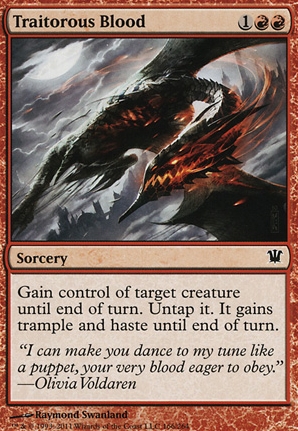 Traitorous Blood 1
Sorcery
Gain control of target creature
until end of turn. Untap it. It gains
trample and haste until end of turn.
“I can make you dance to my tune like
a puppet, your very blood eager to obey.”
—Olivia Voldaren
Raymond Swanland